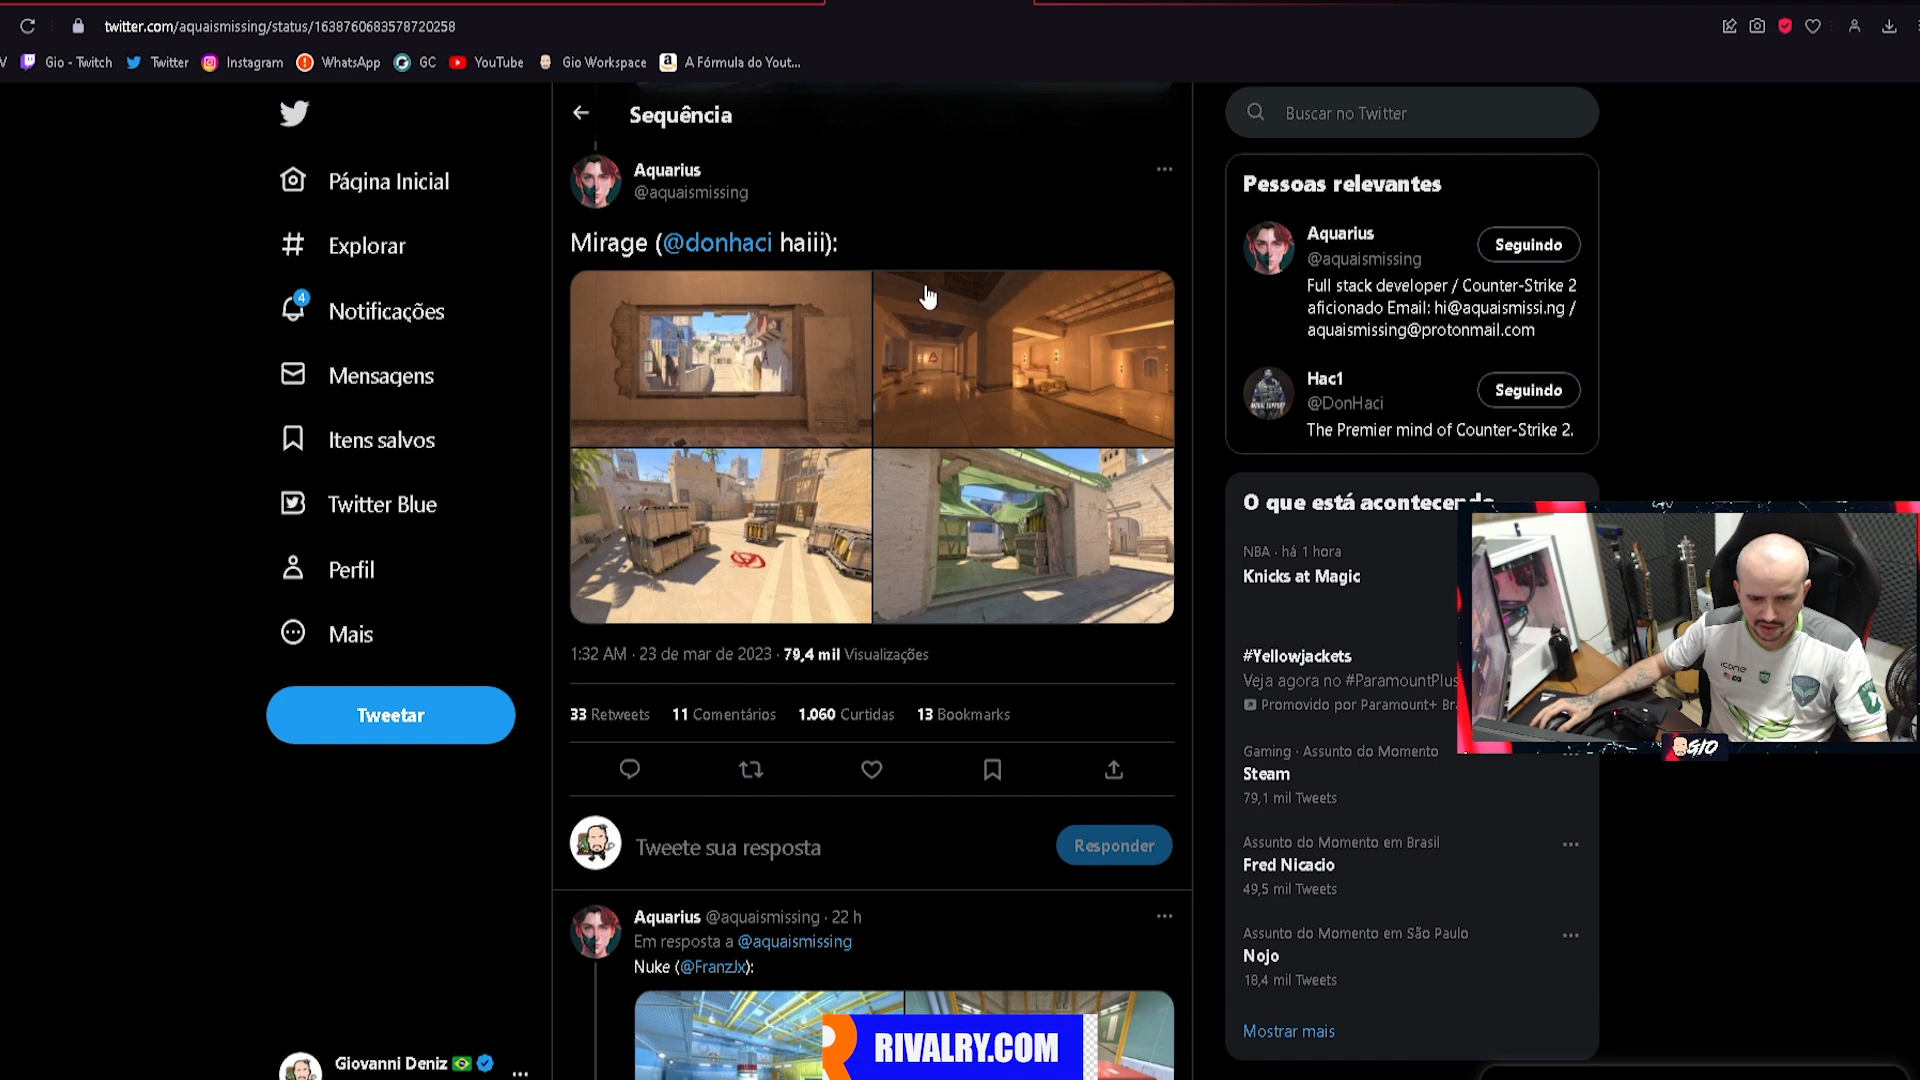 twitter.com/aquaismissing/status/1638760683578720258
V
Gio - Twitch
Twitter
Instagram
WhatsApp
GC
YouTube
Gio Workspace
A Fórmula do Yout...
Página Inicial
Explorar
4
Notificações
Mensagens
Itens salvos
Twitter Blue
Perfil
Mais
Tweetar
Giovanni Deniz
Sequência
Aquarius
@aquaismissing
Mirage (@donhaci haiii):
1:32 AM · 23 de mar de 2023 · 79,4 mil Visualizações
33 Retweets 11 Comentários 1.060 Curtidas 13 Bookmarks
Tweete sua resposta
Responder
Aquarius @aquaismissing · 22 h
Em resposta a @aquaismissing
Nuke (@FranzJx):
RIVALRY.COM
Buscar no Twitter
Pessoas relevantes
Aquarius
@aquaismissing
Seguindo
Full stack developer / Counter-Strike 2
aficionado Email: hi@aquaismissi.ng /
aquaismissing@protonmail.com
Hac1
@DonHaci
Seguindo
The Premier mind of Counter-Strike 2.
O que está acontecendo
NBA · há 1 hora
Knicks at Magic
#Yellowjackets
Veja agora no #ParamountPlus
Promovido por Paramount+ Br
Gaming · Assunto do Momento
Steam
79,1 mil Tweets
Assunto do Momento em Brasil
Fred Nicacio
49,5 mil Tweets
Assunto do Momento em São Paulo
Nojo
18,4 mil Tweets
Mostrar mais
icone
GIO